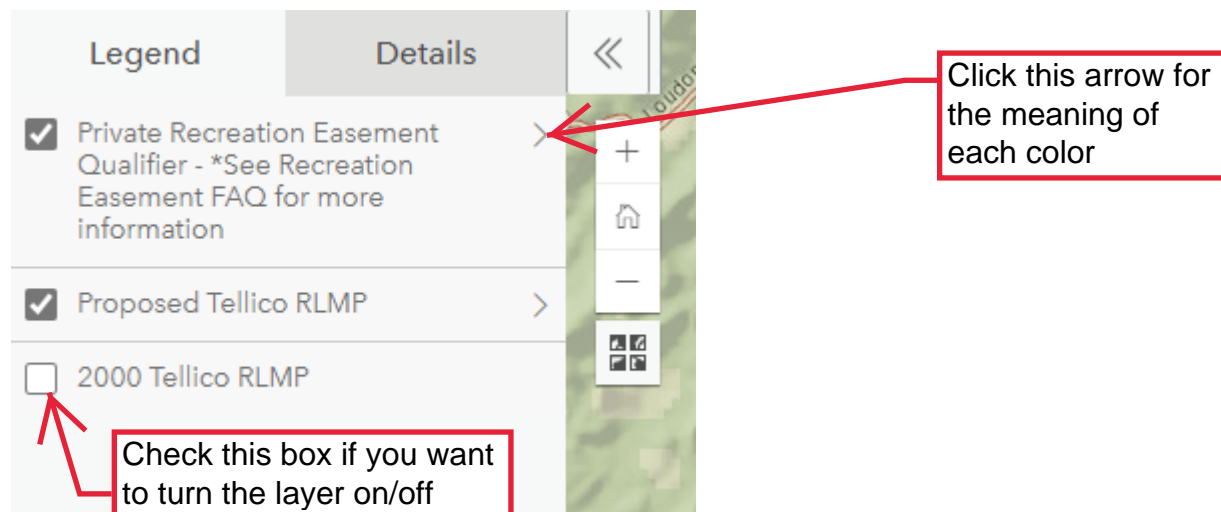 Legend
Details
Private Recreation Easement
Qualifier - *See Recreation
Easement FAQ for more
information
Proposed Tellico RLMP
2000 Tellico RLMP
Loudon
Click this arrow for
the meaning of
each color
Check this box if you want
to turn the layer on/off